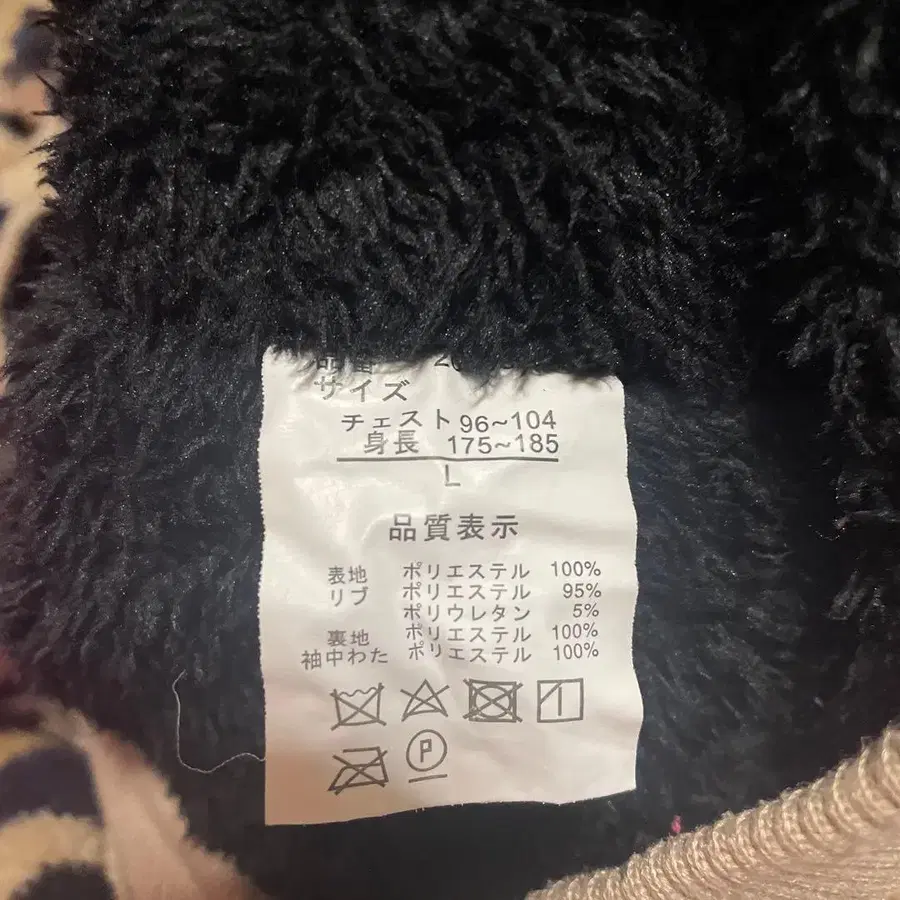 サイズ
チェスト 96~104
身長 175~185
L
品質表示
表地 ポリエステル 100%
リブ ポリエステル 95%
ポリウレタン 5%
裏地 ポリエステル 100%
袖中わた ポリエステル 100%
P